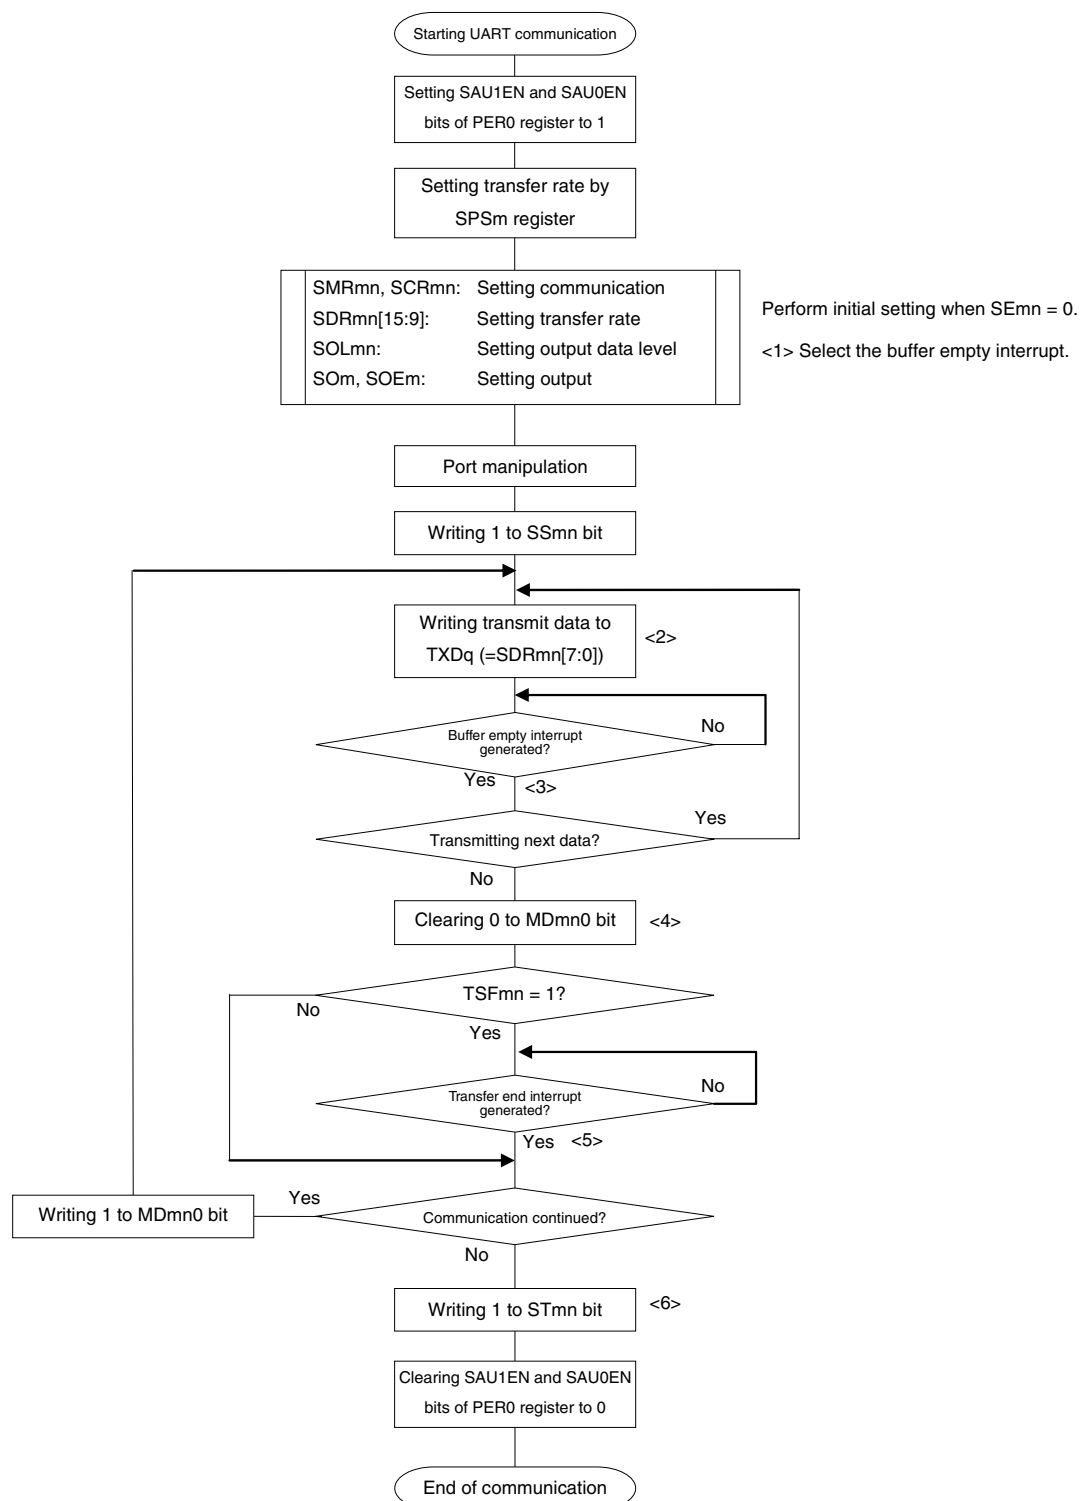 Starting UART communication
Setting SAU1EN and SAU0EN
bits of PER0 register to 1
Setting transfer rate by
SPSm register
SMRmn, SCRmn: Setting communication
SDRmn[15:9]: Setting transfer rate
SOLmn: Setting output data level
SOm, SOEm: Setting output
Perform initial setting when SEmn = 0.
<1> Select the buffer empty interrupt.
Port manipulation
Writing 1 to SSmn bit
Writing transmit data to
TXDq (=SDRmn[7:0])
<2>
Buffer empty interrupt
generated?
No
Yes
<3>
Transmitting next data?
Yes
No
Clearing 0 to MDmn0 bit
<4>
TSFmn = 1?
No
Yes
Transfer end interrupt
generated?
No
Yes
<5>
Communication continued?
Yes
Writing 1 to MDmn0 bit
No
Writing 1 to STmn bit
<6>
Clearing SAU1EN and SAU0EN
bits of PER0 register to 0
End of communication